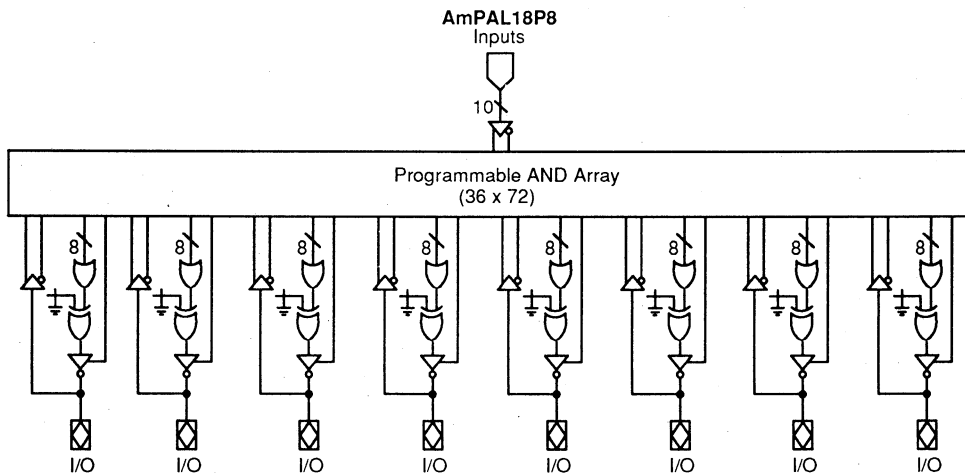 AmPAL18P8
Inputs
10
Programmable AND Array
(36 x 72)
8 8 8 8 8 8 8 8
I/O I/O I/O I/O I/O I/O I/O I/O